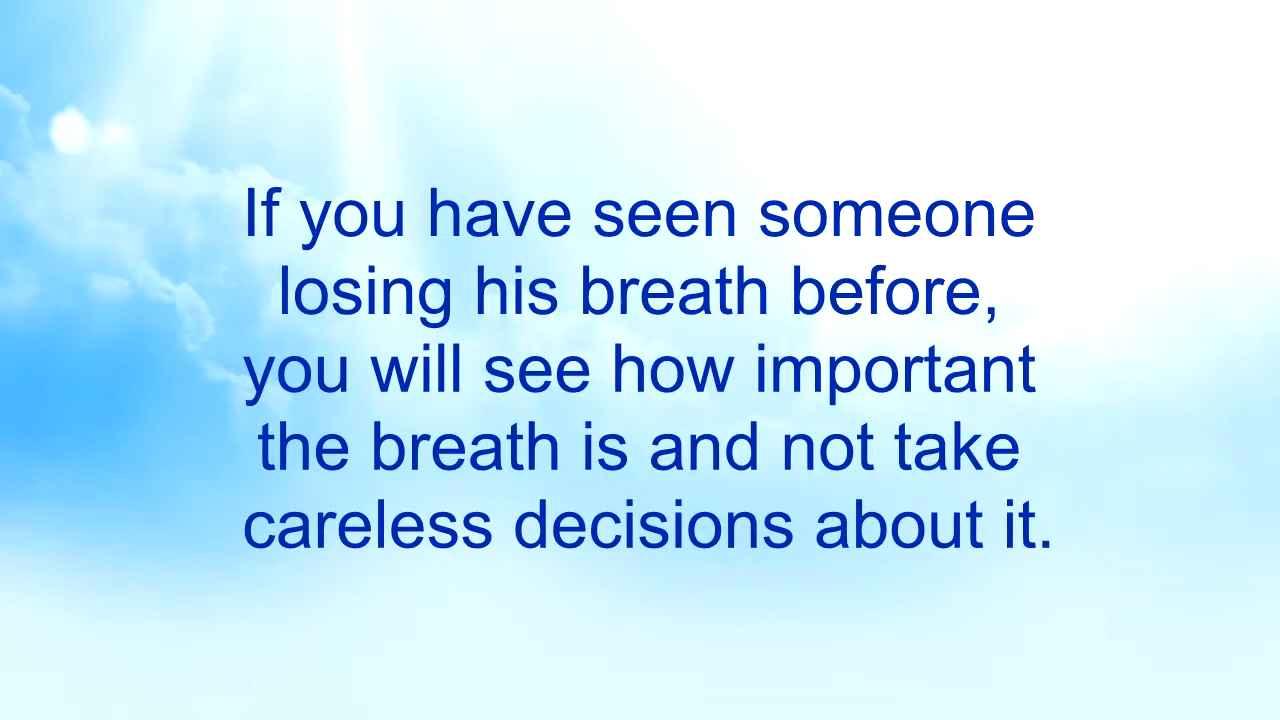 If you have seen someone
losing his breath before,
you will see how important
the breath is and not take
careless decisions about it.